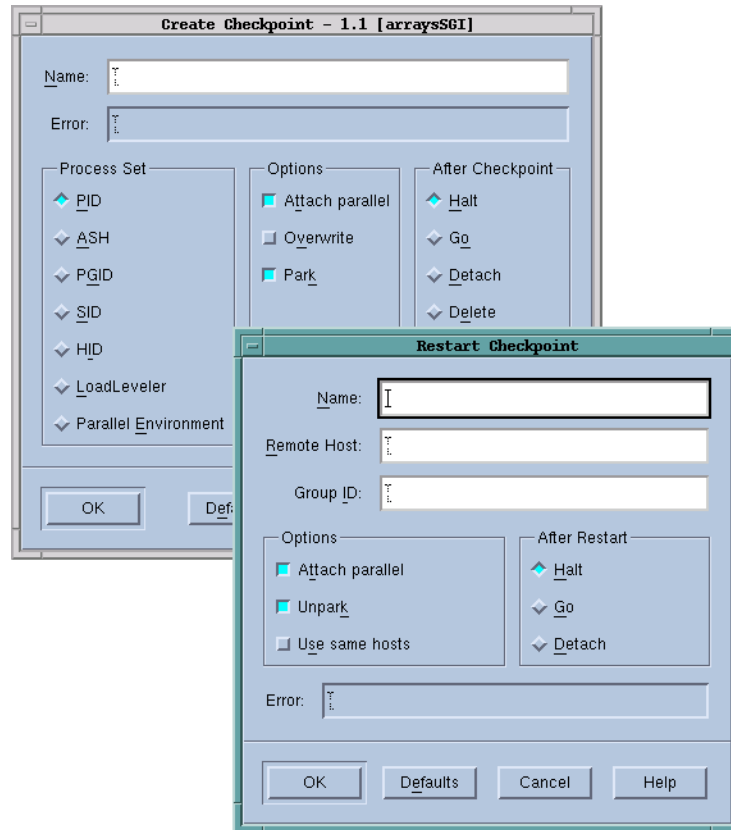 Create Checkpoint - 1.1 [arraysSGI]
Name:
Error:
Process Set
Options
After Checkpoint
PID
Attach parallel
Halt
ASH
Overwrite
Go
PGID
Park
Detach
SID
Delete
HID
LoadLeveler
Parallel Environment
OK
Def
Restart Checkpoint
Name:
Remote Host:
Group ID:
Options
After Restart
Attach parallel
Halt
Unpark
Go
Use same hosts
Detach
Error:
OK
Defaults
Cancel
Help